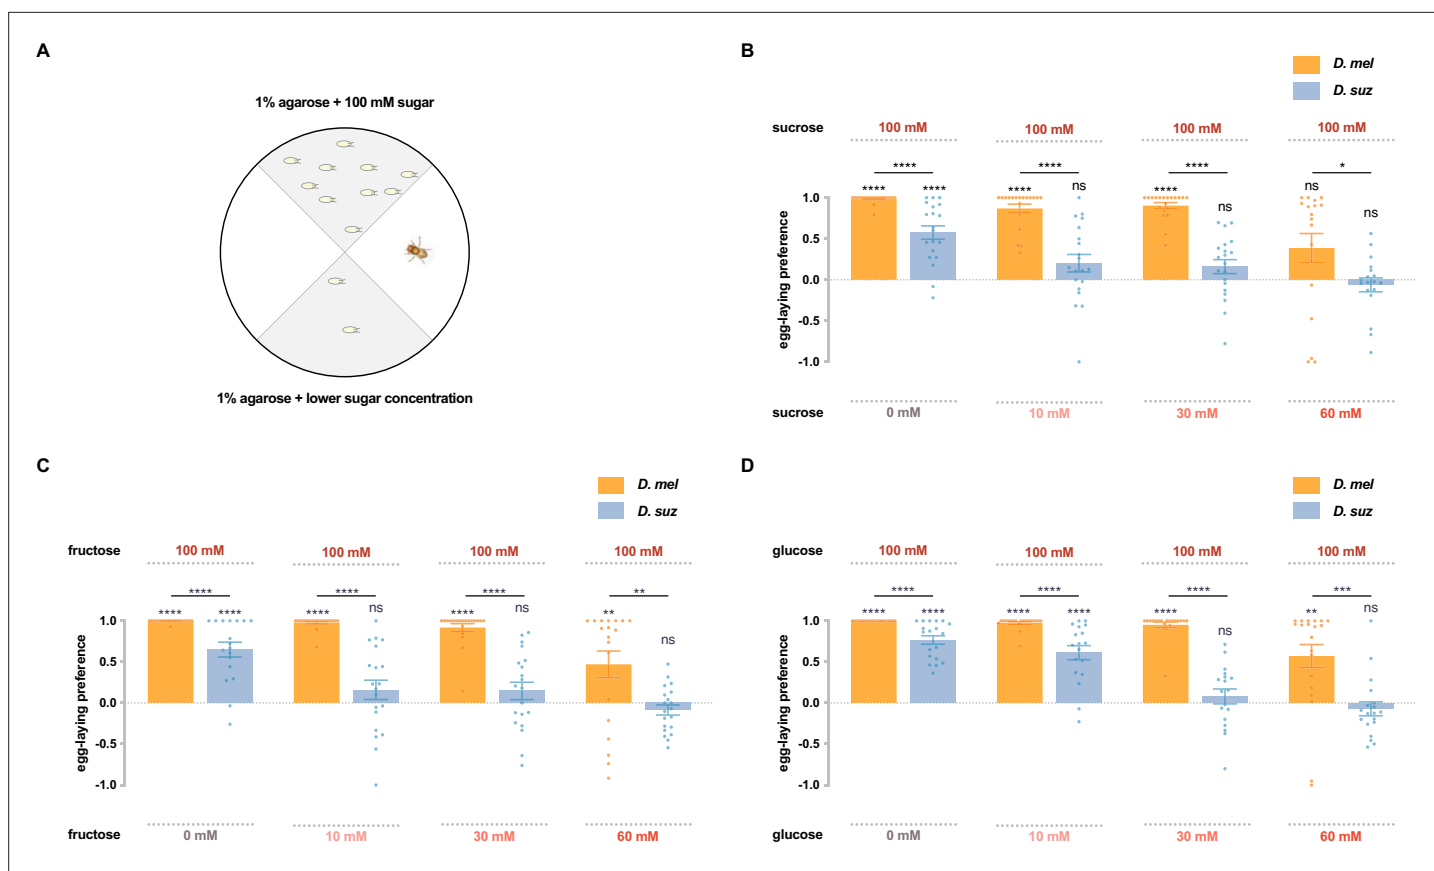 A
1% agarose + 100 mM sugar
1% agarose + lower sugar concentration
B
D. mel
D. suz
sucrose 100 mM 100 mM 100 mM 100 mM
**** **** **** *
**** **** **** ns **** ns ns ns
1.0
0.5
0.0
-0.5
-1.0
egg-laying preference
sucrose 0 mM 10 mM 30 mM 60 mM
C
D. mel
D. suz
fructose 100 mM 100 mM 100 mM 100 mM
**** **** **** **
**** **** **** ns **** ns ** ns
1.0
0.5
0.0
-0.5
-1.0
egg-laying preference
fructose 0 mM 10 mM 30 mM 60 mM
D
D. mel
D. suz
glucose 100 mM 100 mM 100 mM 100 mM
**** **** **** ***
**** **** **** **** **** ns ** ns
1.0
0.5
0.0
-0.5
-1.0
egg-laying preference
glucose 0 mM 10 mM 30 mM 60 mM